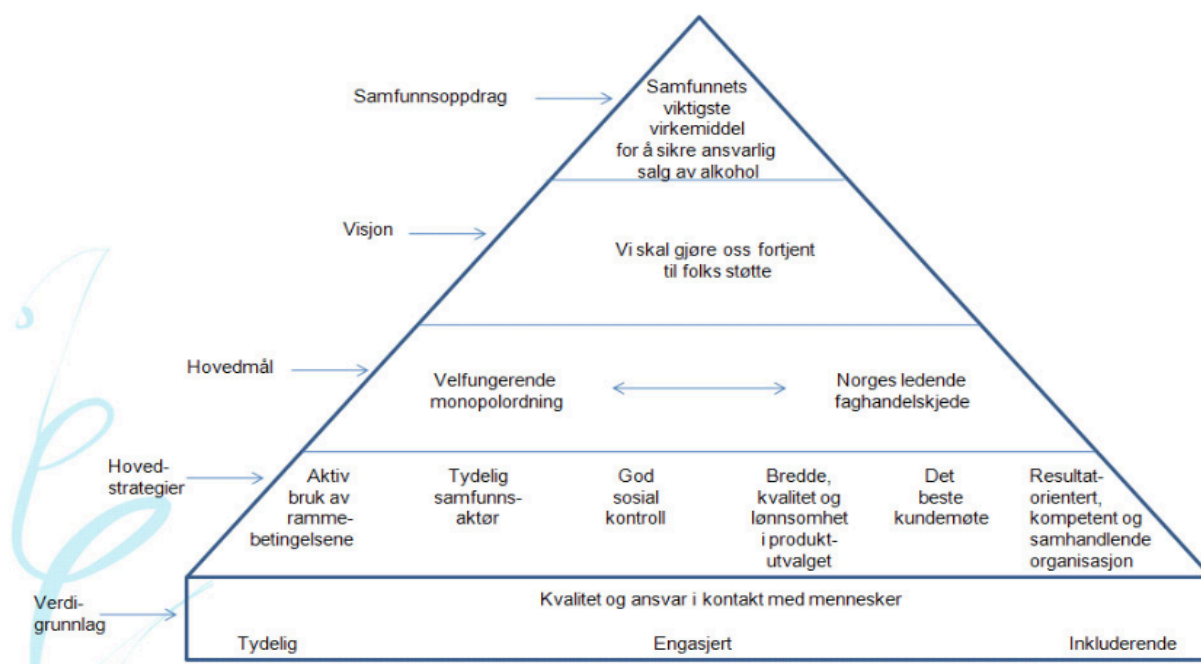 Samfunnsoppdrag
Samfunnets
viktigste
virkemiddel
for å sikre ansvarlig
salg av alkohol
Visjon
Vi skal gjøre oss fortjent
til folks støtte
Hovedmål
Velfungerende
monopolordning
Norges ledende
faghandelskjede
Hoved-
strategier
Aktiv
bruk av
ramme-
betingelsene
Tydelig
samfunns-
aktør
God
sosial
kontroll
Bredde,
kvalitet og
lønnsomhet
i produkt-
utvalget
Det
beste
kundemøte
Resultat-
orientert,
kompetent og
samhandlende
organisasjon
Verdi-
grunnlag
Kvalitet og ansvar i kontakt med mennesker
Tydelig
Engasjert
Inkluderende